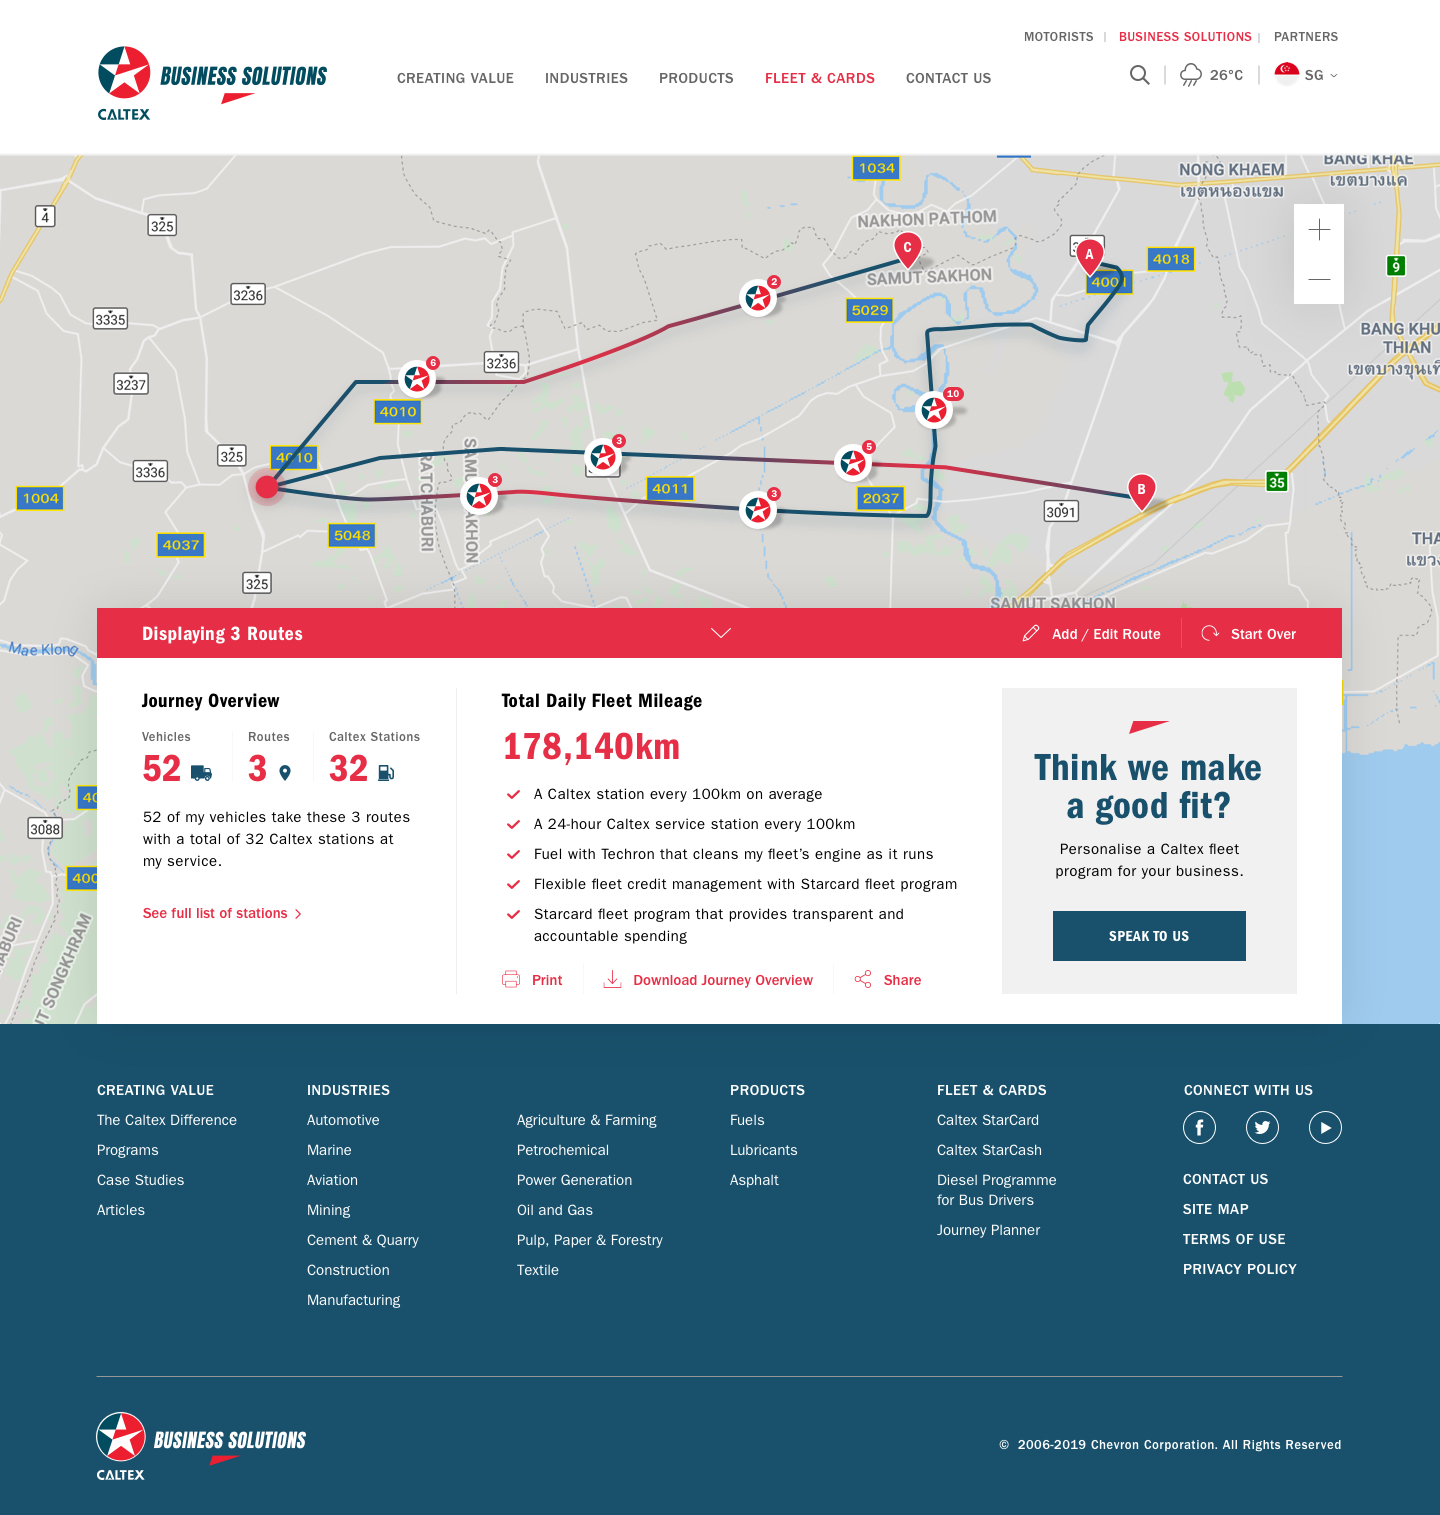 MOTORISTS | BUSINESS SOLUTIONS | PARTNERS
BUSINESS SOLUTIONS
CALTEX
CREATING VALUE INDUSTRIES PRODUCTS FLEET & CARDS CONTACT US
26°C
SG
1034
NONG KHAEM
เขตหนองแขม
BANG KHAE
เขตบางแค
4
325
NAKHON PATHOM
SAMUT SAKHON
C
A
4001
4018
9
3236
2
5029
3335
BANG KHU
THIAN
เขตบางขุนเที
3236
6
3237
4010
10
325
4010
3
5
3336
RATCHABURI
SAMUT SAKHON
3
4011
3
2037
B
35
1004
3091
5048
4037
THA
แขวง
325
SAMUT SAKHON
Mae Klong
Displaying 3 Routes
Add / Edit Route
Start Over
Journey Overview
Vehicles
52
Routes
3
Caltex Stations
32
52 of my vehicles take these 3 routes
with a total of 32 Caltex stations at
my service.
See full list of stations
Total Daily Fleet Mileage
178,140km
A Caltex station every 100km on average
A 24-hour Caltex service station every 100km
Fuel with Techron that cleans my fleet’s engine as it runs
Flexible fleet credit management with Starcard fleet program
Starcard fleet program that provides transparent and
accountable spending
Print
Download Journey Overview
Share
Think we make
a good fit?
Personalise a Caltex fleet
program for your business.
SPEAK TO US
40
3088
400
ABURI
T SONGKHRAM
CREATING VALUE
The Caltex Difference
Programs
Case Studies
Articles
INDUSTRIES
Automotive
Marine
Aviation
Mining
Cement & Quarry
Construction
Manufacturing
Agriculture & Farming
Petrochemical
Power Generation
Oil and Gas
Pulp, Paper & Forestry
Textile
PRODUCTS
Fuels
Lubricants
Asphalt
FLEET & CARDS
Caltex StarCard
Caltex StarCash
Diesel Programme
for Bus Drivers
Journey Planner
CONNECT WITH US
CONTACT US
SITE MAP
TERMS OF USE
PRIVACY POLICY
BUSINESS SOLUTIONS
CALTEX
© 2006-2019 Chevron Corporation. All Rights Reserved